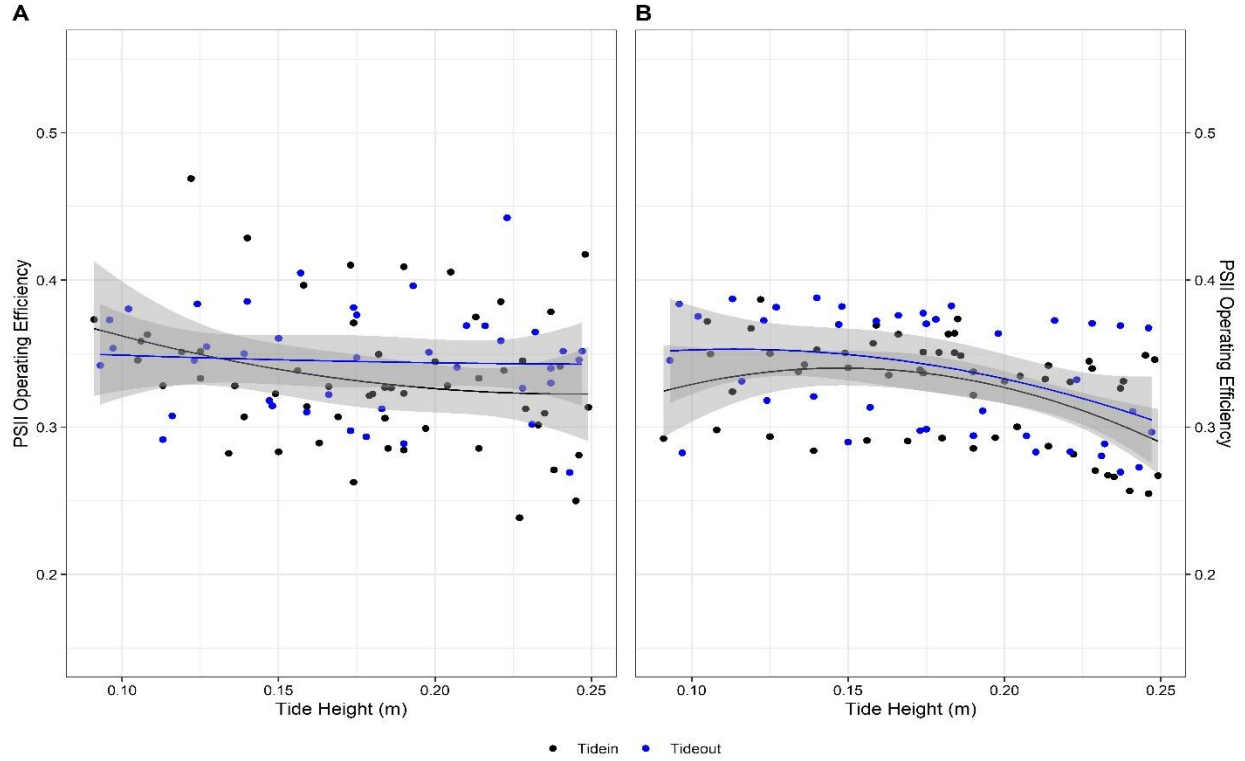 A B
0.5 0.5
0.4 0.4
PSII Operating Efficiency PSII Operating Efficiency
0.3 0.3
0.2 0.2
0.10 0.15 0.20 0.25 0.10 0.15 0.20 0.25
Tide Height (m) Tide Height (m)
Tidein Tideout